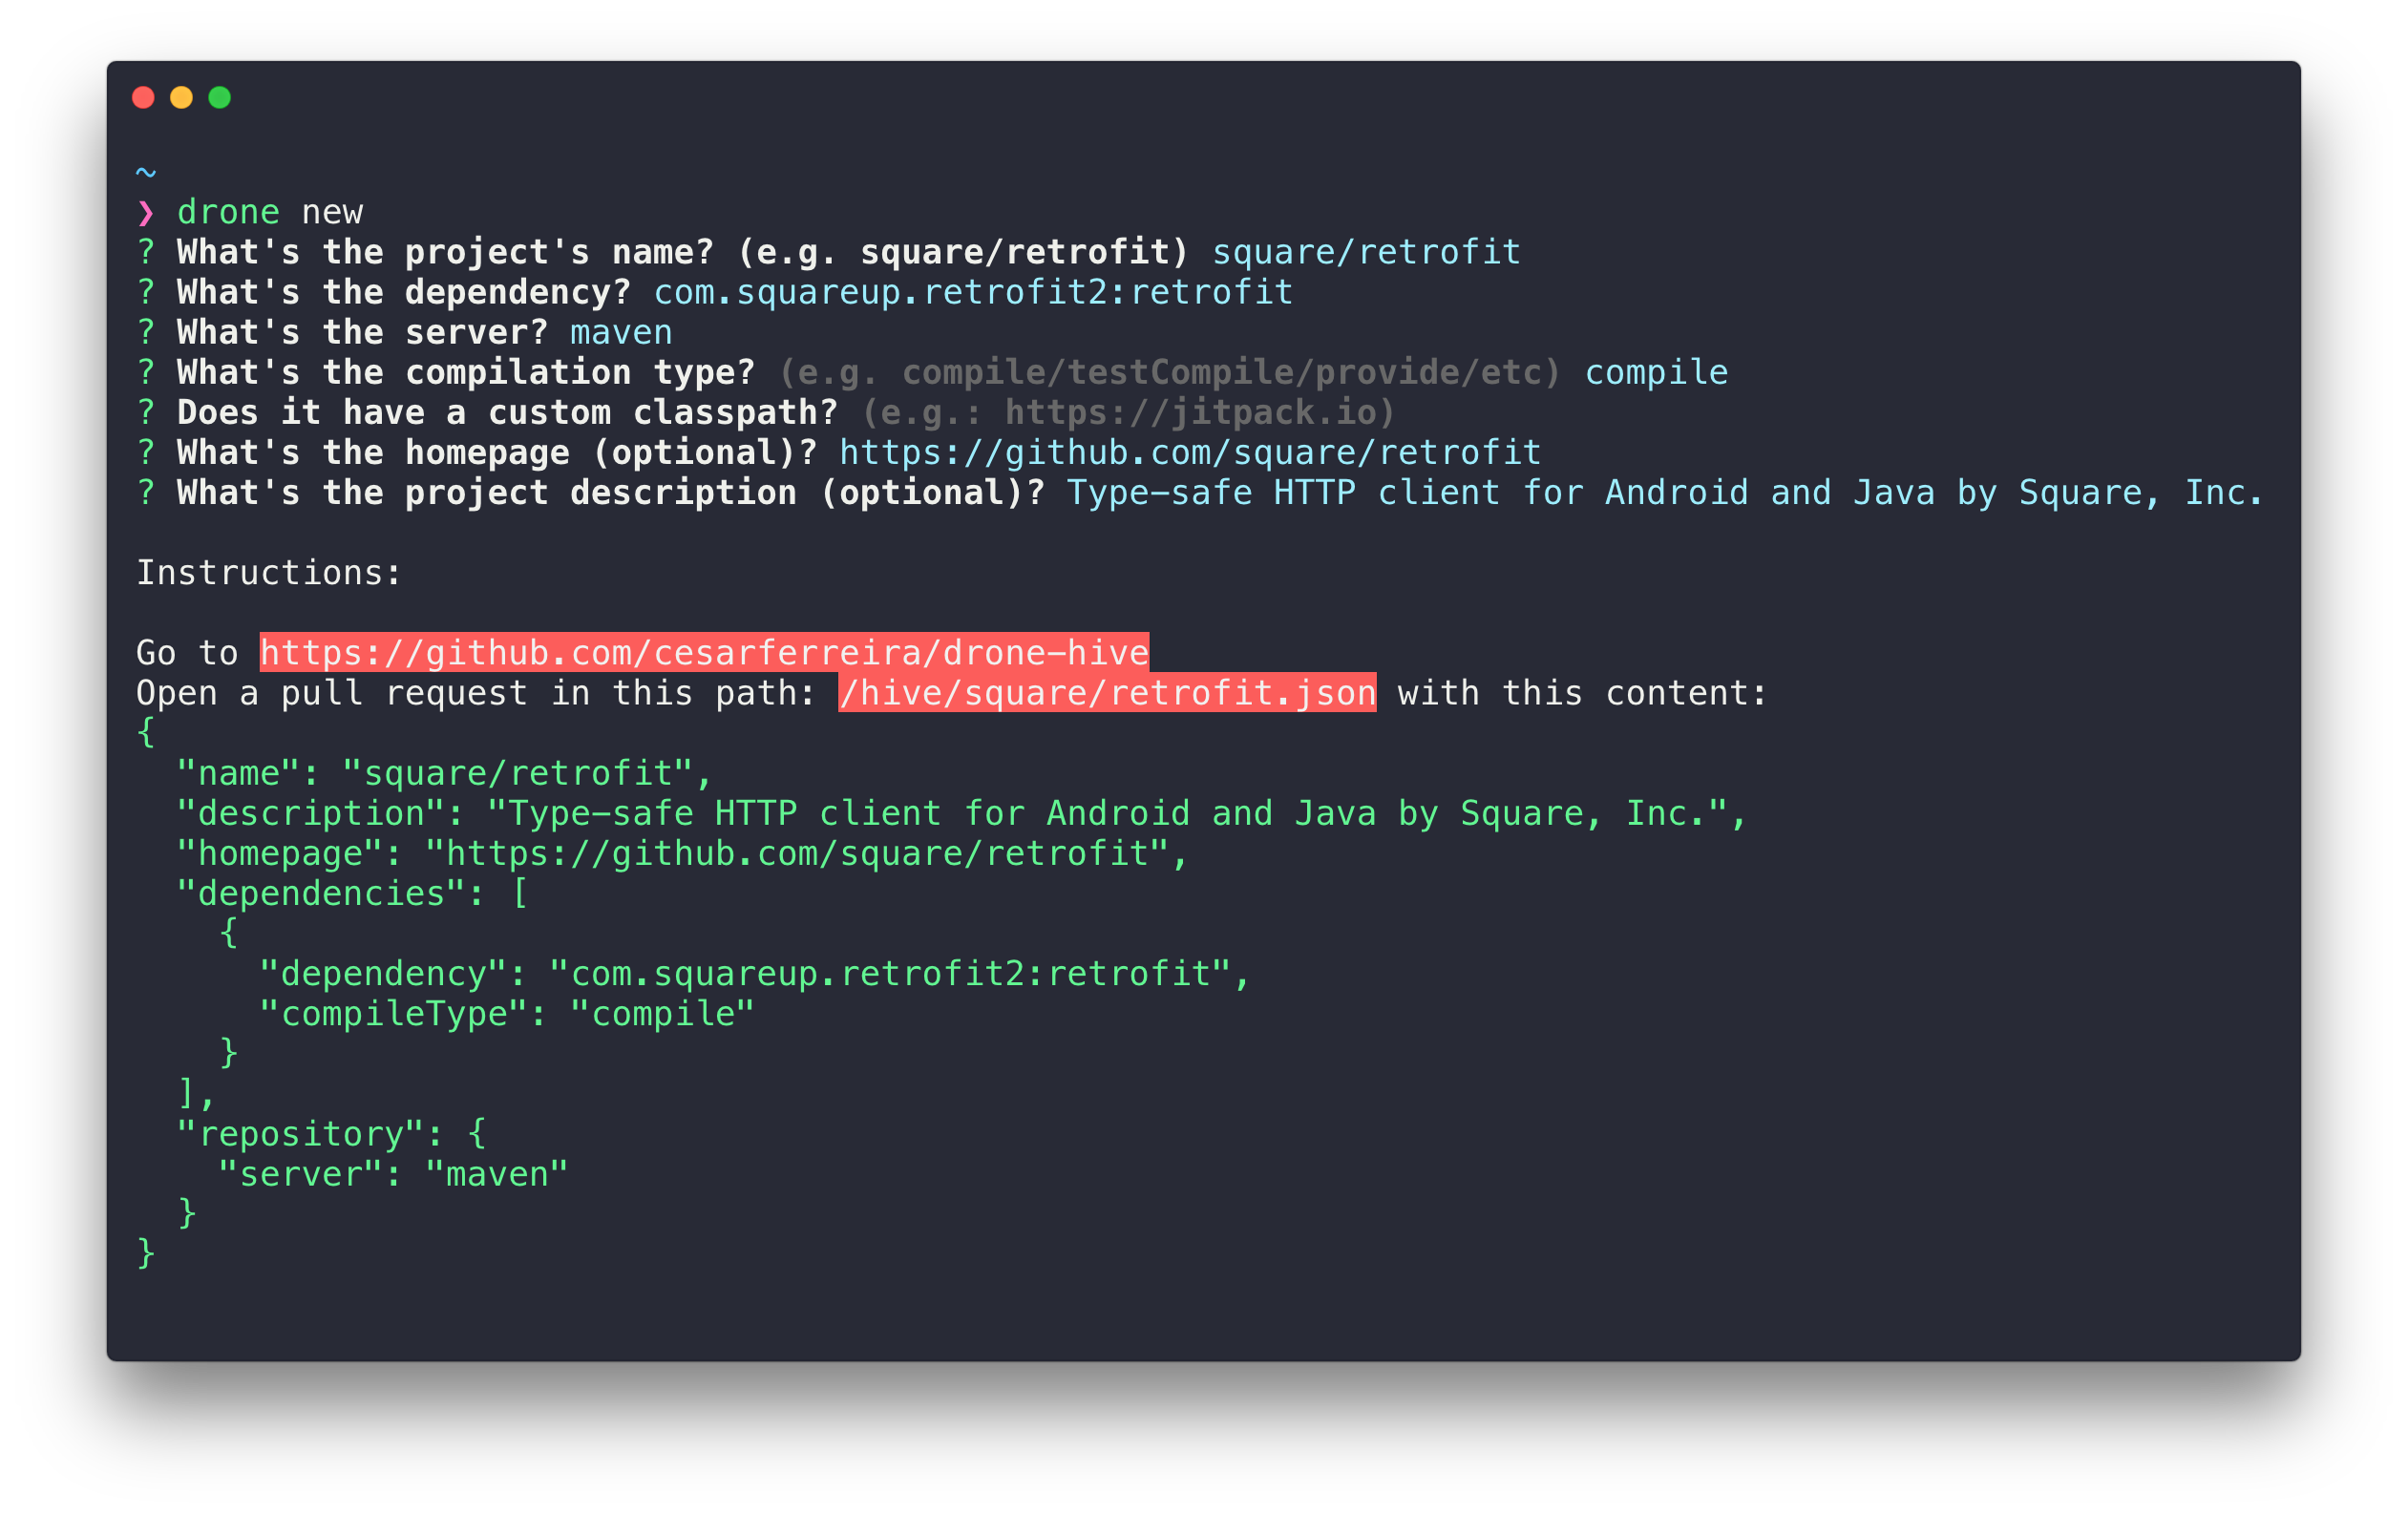 ~
❯ drone new
? What's the project's name? (e.g. square/retrofit) square/retrofit
? What's the dependency? com.squareup.retrofit2:retrofit
? What's the server? maven
? What's the compilation type? (e.g. compile/testCompile/provide/etc) compile
? Does it have a custom classpath? (e.g.: https://jitpack.io)
? What's the homepage (optional)? https://github.com/square/retrofit
? What's the project description (optional)? Type-safe HTTP client for Android and Java by Square, Inc.

Instructions:

Go to https://github.com/cesarferreira/drone-hive
Open a pull request in this path: /hive/square/retrofit.json with this content:
{
  "name": "square/retrofit",
  "description": "Type-safe HTTP client for Android and Java by Square, Inc.",
  "homepage": "https://github.com/square/retrofit",
  "dependencies": [
    {
      "dependency": "com.squareup.retrofit2:retrofit",
      "compileType": "compile"
    }
  ],
  "repository": {
    "server": "maven"
  }
}